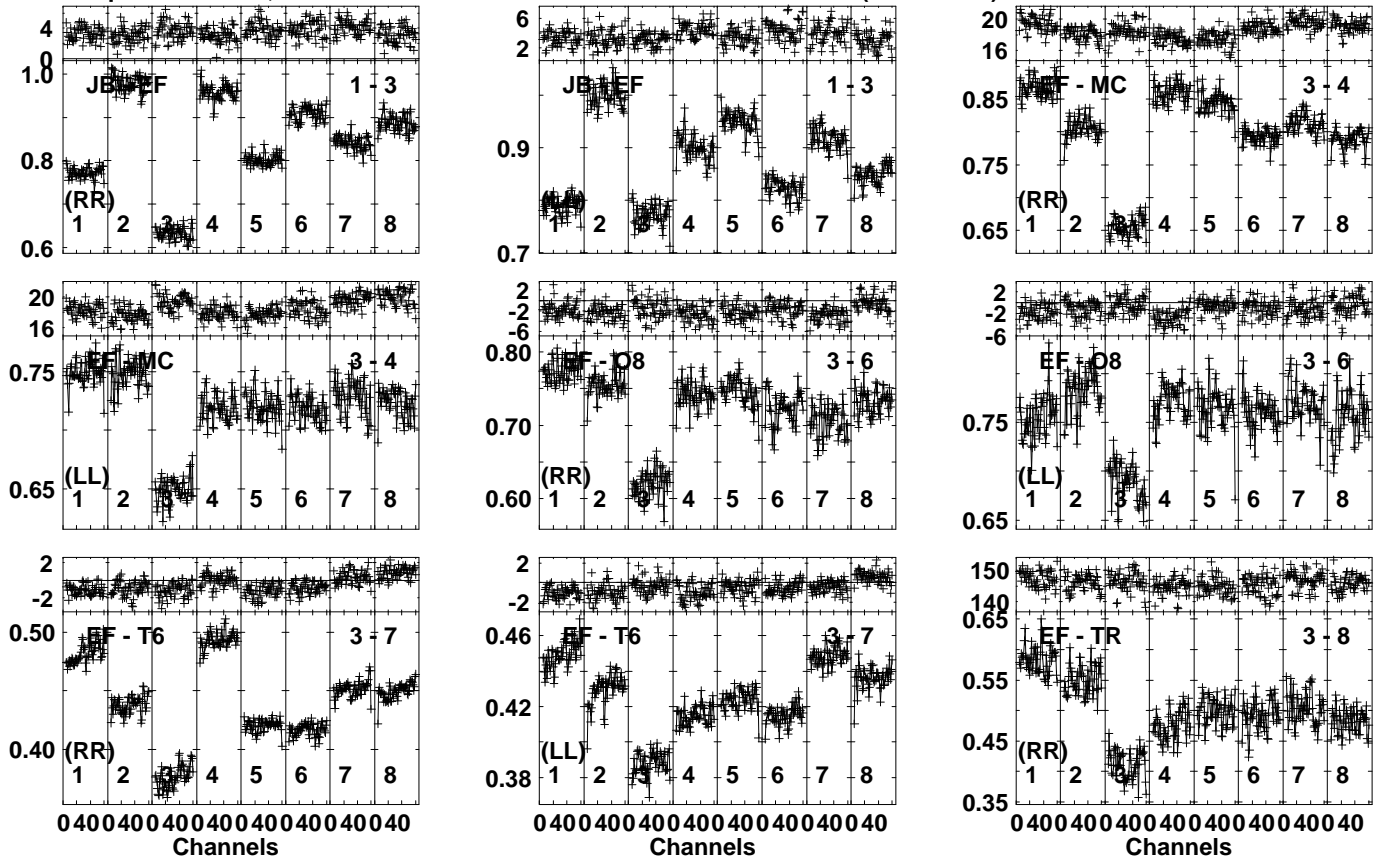 4 0
1.0 0.8 0.6
JB - EF 1 - 3
(RR)
1 2 3 4 5 6 7 8
6 2
0.9 0.7
JB - EF 1 - 3
(LL)
1 2 3 4 5 6 7 8
20 16
0.85 0.75 0.65
EF - MC 3 - 4
(RR)
1 2 3 4 5 6 7 8
20 16
0.75 0.65
EF - MC 3 - 4
(LL)
1 2 3 4 5 6 7 8
2 -2 -6
0.80 0.70 0.60
EF - O8 3 - 6
(RR)
1 2 3 4 5 6 7 8
2 -2 -6
0.75 0.65
EF - O8 3 - 6
(LL)
1 2 3 4 5 6 7 8
2 -2
0.50 0.40
EF - T6 3 - 7
(RR)
1 2 3 4 5 6 7 8
2 -2
0.46 0.42 0.38
EF - T6 3 - 7
(LL)
1 2 3 4 5 6 7 8
150 140
0.65 0.55 0.45 0.35
EF - TR 3 - 8
(RR)
1 2 3 4 5 6 7 8
0 40 0 40 0 40 0 40 0 40 0 40 0 40 0 40
Channels
0 40 0 40 0 40 0 40 0 40 0 40 0 40 0 40
Channels
0 40 0 40 0 40 0 40 0 40 0 40 0 40 0 40
Channels